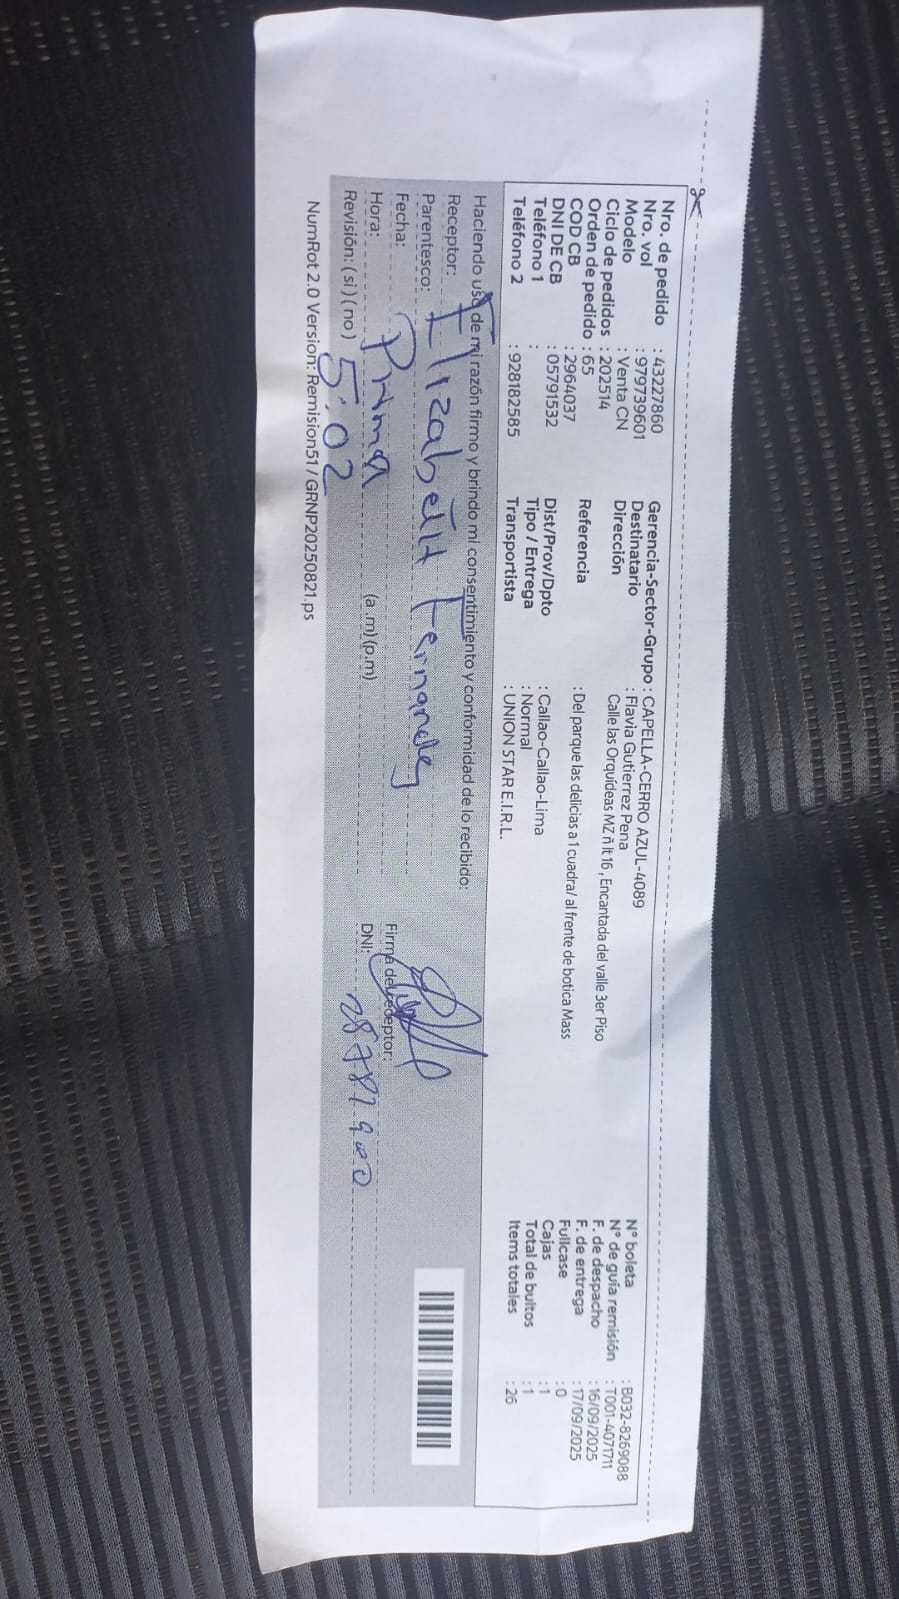 Nro. de pedido : 43227860
Nro. vol : 979739601
Modelo : Venta CN
Ciclo de pedidos : 202514
Orden de pedido : 65
COD CB : 2964037
DNI DE CB : 05791532
Teléfono 1 :
Teléfono 2 : 928182585
Gerencia-Sector-Grupo : CAPELLA-CERRO AZUL-4089
Destinatario : Flavia Gutierrez Pena
Dirección Calle las Orquideas MZ ñ lt 16 , Encantada del valle 3er Piso
Referencia : Del parque las delicias a 1 cuadra/ al frente de botica Mass
Dist/Prov/Dpto : Callao-Callao-Lima
Tipo / Entrega : Normal
Transportista : UNION STAR E.I.R.L.
N° boleta : B032-8269088
N° de guía remisión : T001-4071711
F. de despacho : 16/09/2025
F. de entrega : 17/09/2025
Fullcase : 0
Cajas : 1
Total de bultos : 1
Items totales : 26
Haciendo uso de mi razón firmo y brindo mi consentimiento y conformidad de lo recibido:
Receptor: Elizabeth Fernandez
Parentesco:
Fecha: Prima
Hora: (a .m) (p.m)
Revisión: ( si ) ( no ) 5:02
Firma del receptor:
DNI:
NumRot 2.0 Version: Remision51 / GRNP20250821.ps